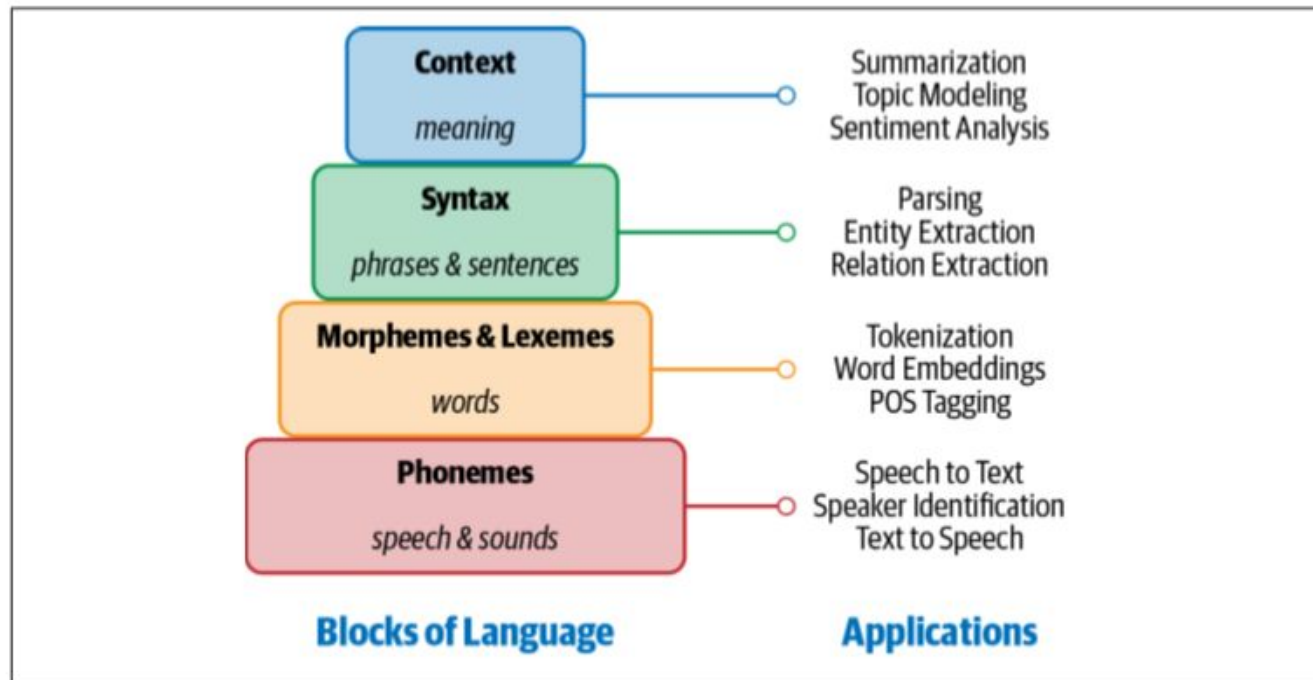 Context
meaning
Summarization
Topic Modeling
Sentiment Analysis
Syntax
phrases & sentences
Parsing
Entity Extraction
Relation Extraction
Morphemes & Lexemes
words
Tokenization
Word Embeddings
POS Tagging
Phonemes
speech & sounds
Speech to Text
Speaker Identification
Text to Speech
Blocks of Language
Applications